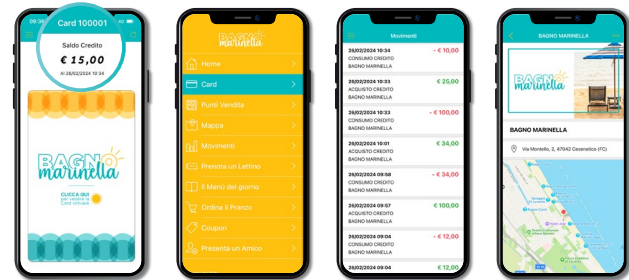 09:36
Card 100001
4G
Saldo Credito
€ 15,00
Al 26/02/2024 10:34
BAGNO
marinella
CLICCA QUI
per vedere la
Card virtuale
BAGNO
marinella
Home
Card
Punti Vendita
Mappa
Movimenti
Prenota un Lettino
Il Menù del giorno
Ordina il Pranzo
Coupon
Presenta un Amico
Movimenti
26/02/2024 10:34 - € 10,00
CONSUMO CREDITO
BAGNO MARINELLA
26/02/2024 10:33 € 25,00
ACQUISTO CREDITO
BAGNO MARINELLA
26/02/2024 10:33 - € 100,00
CONSUMO CREDITO
BAGNO MARINELLA
26/02/2024 10:01 € 34,00
ACQUISTO CREDITO
BAGNO MARINELLA
26/02/2024 09:58 - € 34,00
CONSUMO CREDITO
BAGNO MARINELLA
26/02/2024 09:57 € 100,00
ACQUISTO CREDITO
BAGNO MARINELLA
26/02/2024 09:04 - € 12,00
CONSUMO CREDITO
BAGNO MARINELLA
26/02/2024 09:04 € 12,00
BAGNO MARINELLA
BAGNO
marinella
BAGNO MARINELLA
Via Montello, 2, 47042 Cesenatico (FC)